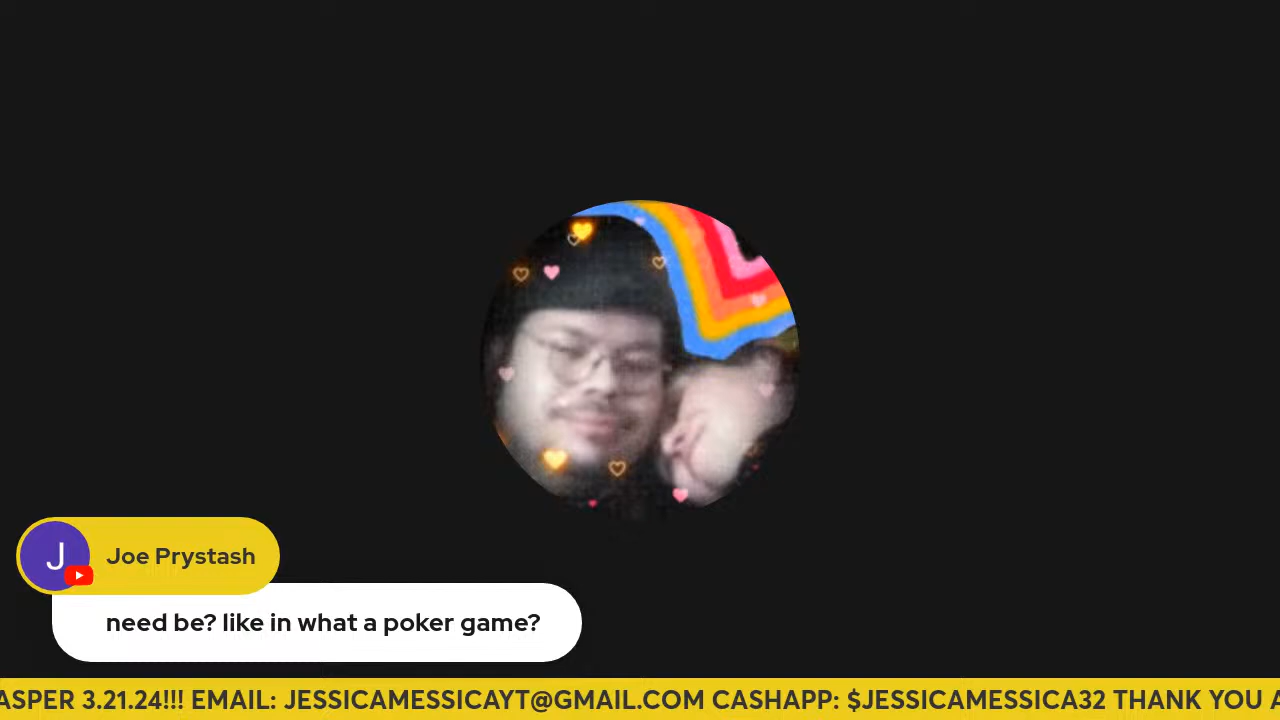 J
Joe Prystash
need be? like in what a poker game?
ASPER 3.21.24!!! EMAIL: JESSICAMESSICAYT@GMAIL.COM CASHAPP: $JESSICAMESSICA32 THANK YOU A